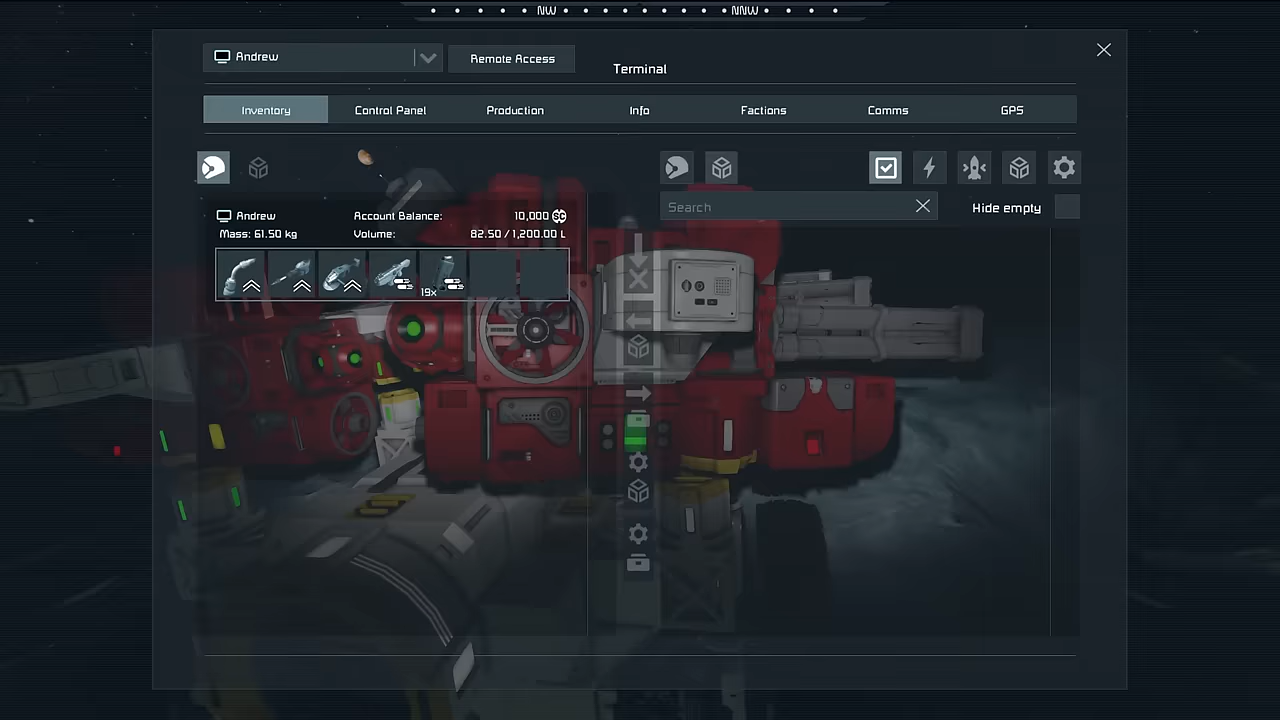 NW NNW
Andrew
Remote Access
Terminal
Inventory Control Panel Production Info Factions Comms GPS
Search
Hide empty
Andrew Account Balance: 10,000 SC
Mass: 61.50 kg Volume: 82.50 / 1,200.00 L
19x